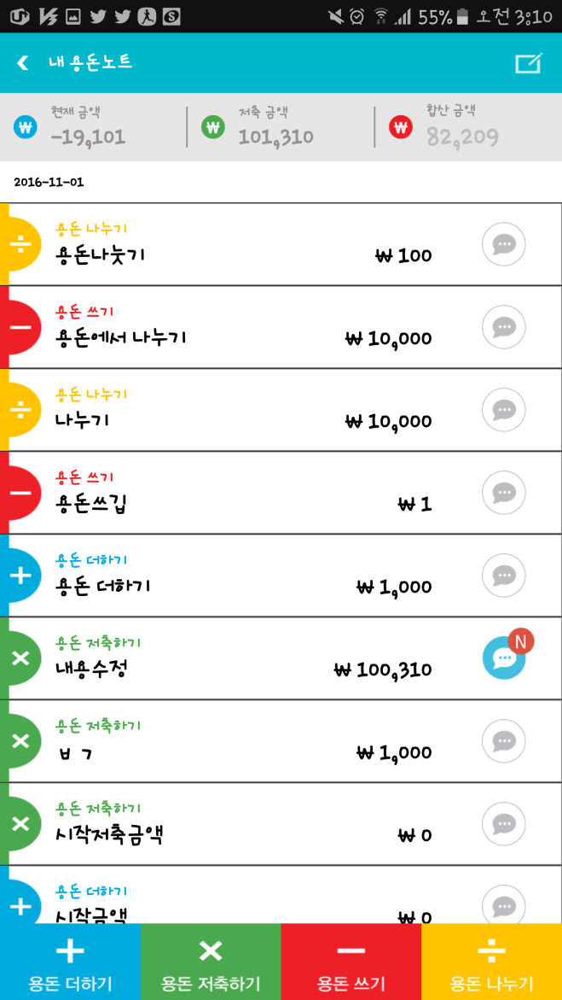 55% 오전 3:10
내 용돈노트
현재 금액
-19,101
저축 금액
101,310
합산 금액
82,209
2016-11-01
용돈 나누기
용돈나눗기 ₩ 100
용돈 쓰기
용돈에서 나누기 ₩ 10,000
용돈 나누기
나누기 ₩ 10,000
용돈 쓰기
용돈쓰깁 ₩ 1
용돈 더하기
용돈 더하기 ₩ 1,000
용돈 저축하기
내용수정 ₩ 100,310
N
용돈 저축하기
ㅂ ㄱ ₩ 1,000
용돈 저축하기
시작저축금액 ₩ 0
용돈 더하기
시작금액 ₩ 0
용돈 더하기 용돈 저축하기 용돈 쓰기 용돈 나누기